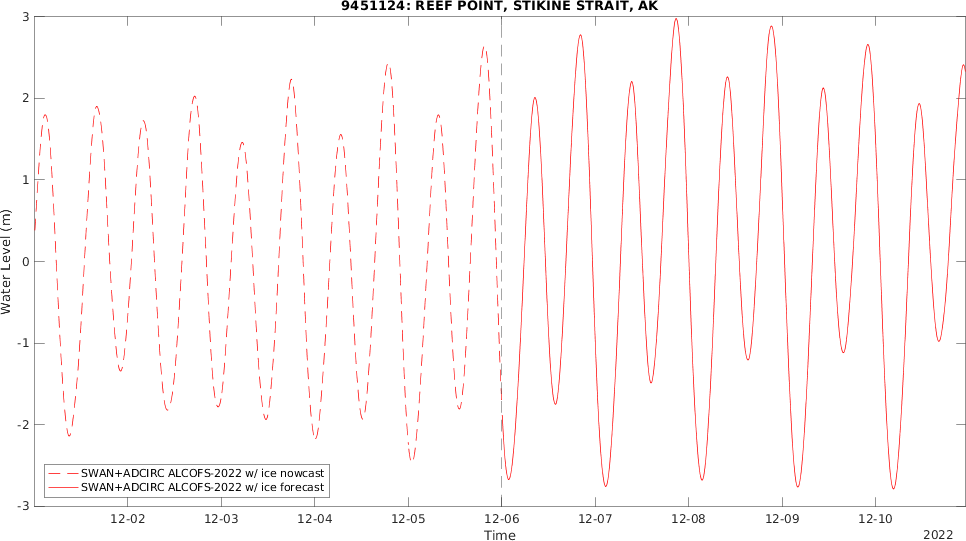 9451124: REEF POINT, STIKINE STRAIT, AK
3
2
1
0
-1
-2
-3
Water Level (m)
SWAN+ADCIRC ALCOFS-2022 w/ ice nowcast
SWAN+ADCIRC ALCOFS-2022 w/ ice forecast
12-02 12-03 12-04 12-05 12-06 12-07 12-08 12-09 12-10
Time
2022